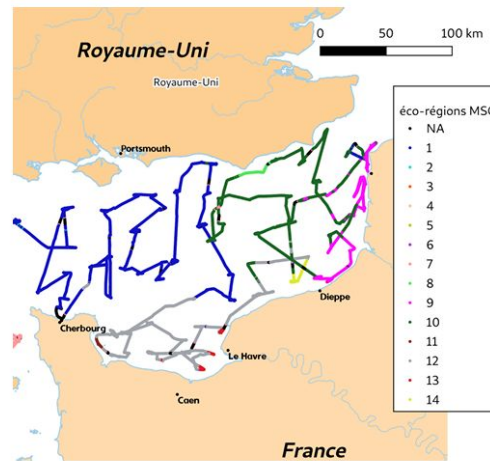 Royaume-Uni
Royaume-Uni
0 50 100 km
Portsmouth
Cherbourg
Dieppe
Le Havre
Caen
France
éco-régions MSC
NA
1
2
3
4
5
6
7
8
9
10
11
12
13
14